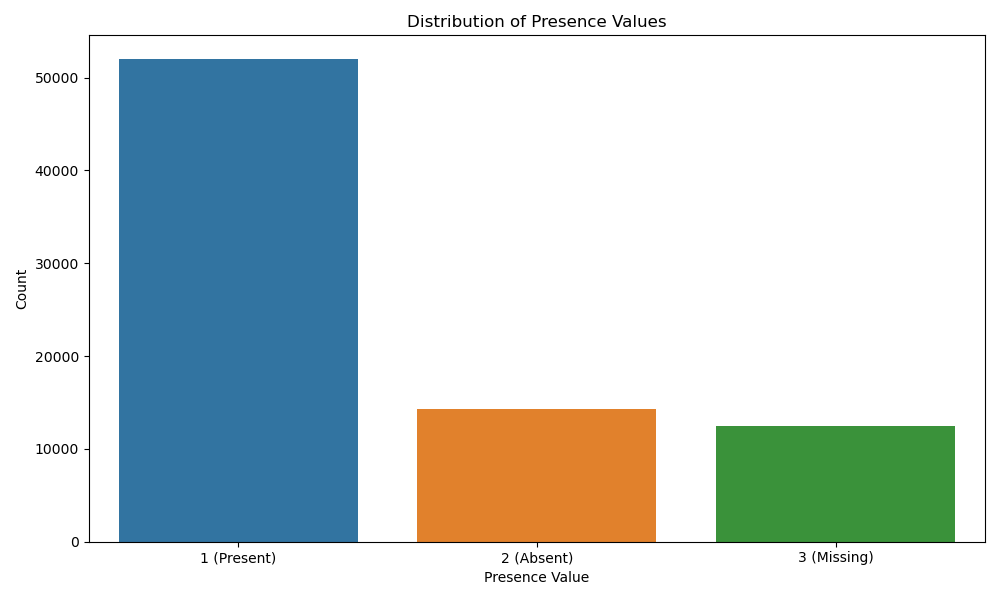 Distribution of Presence Values
Count
50000
40000
30000
20000
10000
0
1 (Present)
2 (Absent)
3 (Missing)
Presence Value